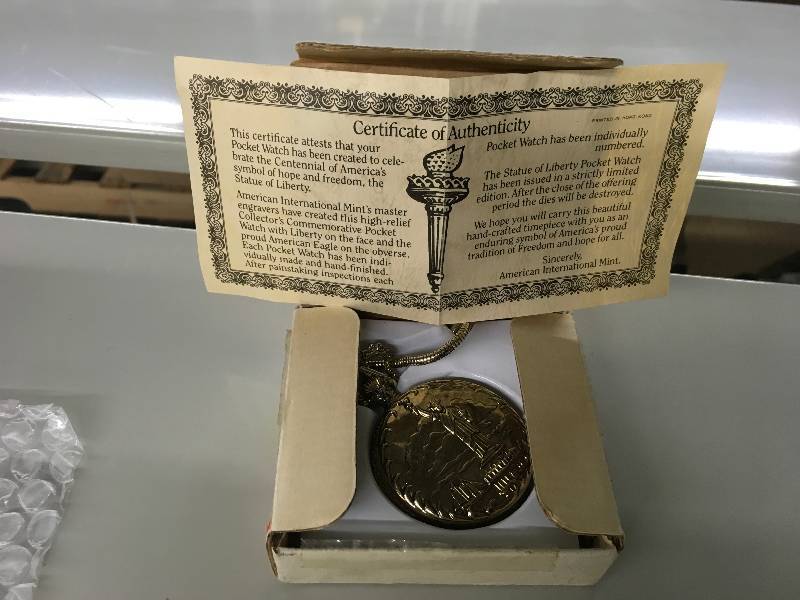 Certificate of Authenticity
PRINTED IN HONG KONG
This certificate attests that your
Pocket Watch has been created to cele-
brate the Centennial of America's
symbol of hope and freedom, the
Statue of Liberty.
American International Mint's master
engravers have created this high-relief
Collector's Commemorative Pocket
Watch with Liberty on the face and the
proud American Eagle on the obverse.
Each Pocket Watch has been indi-
vidually made and hand-finished.
After painstaking inspections each
Pocket Watch has been individually
numbered.
The Statue of Liberty Pocket Watch
has been issued in a strictly limited
edition. After the close of the offering
period the dies will be destroyed.
We hope you will carry this beautiful
hand-crafted timepiece with you as an
enduring symbol of America's proud
tradition of Freedom and hope for all.
Sincerely,
American International Mint.